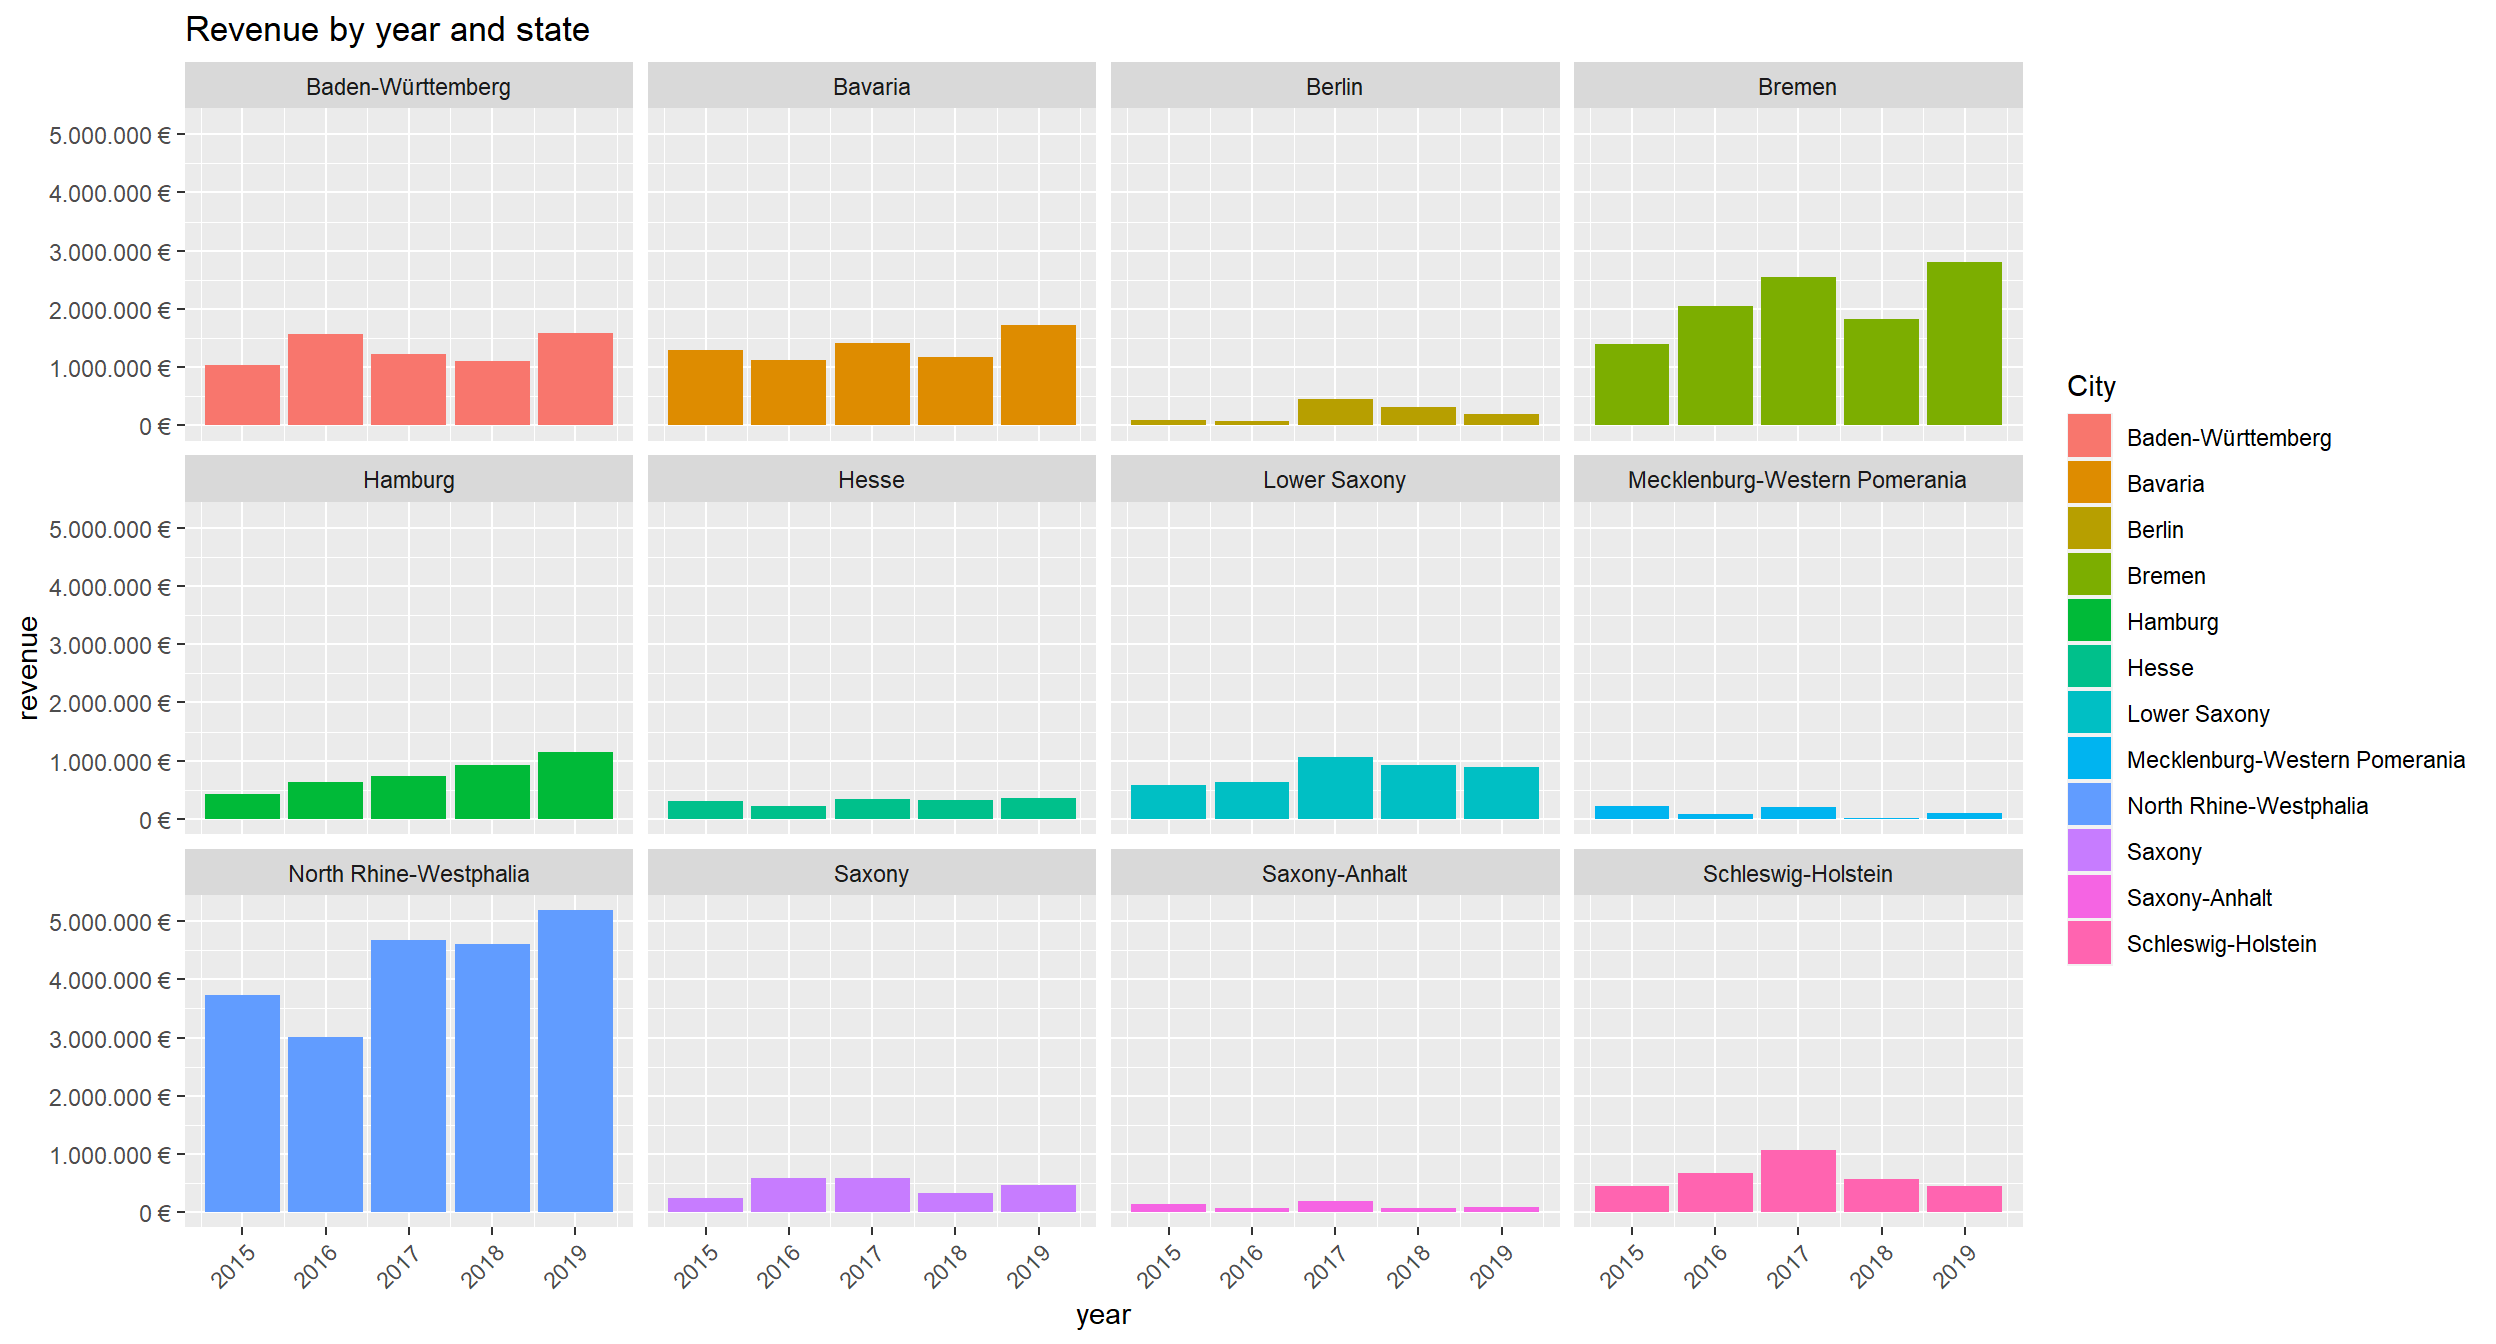 Revenue by year and state
Baden-Württemberg
Bavaria
Berlin
Bremen
5.000.000 €
4.000.000 €
3.000.000 €
2.000.000 €
1.000.000 €
0 €
Hamburg
Hesse
Lower Saxony
Mecklenburg-Western Pomerania
5.000.000 €
4.000.000 €
3.000.000 €
2.000.000 €
1.000.000 €
0 €
North Rhine-Westphalia
Saxony
Saxony-Anhalt
Schleswig-Holstein
5.000.000 €
4.000.000 €
3.000.000 €
2.000.000 €
1.000.000 €
0 €
revenue
2015 2016 2017 2018 2019
2015 2016 2017 2018 2019
2015 2016 2017 2018 2019
2015 2016 2017 2018 2019
year
City
Baden-Württemberg
Bavaria
Berlin
Bremen
Hamburg
Hesse
Lower Saxony
Mecklenburg-Western Pomerania
North Rhine-Westphalia
Saxony
Saxony-Anhalt
Schleswig-Holstein